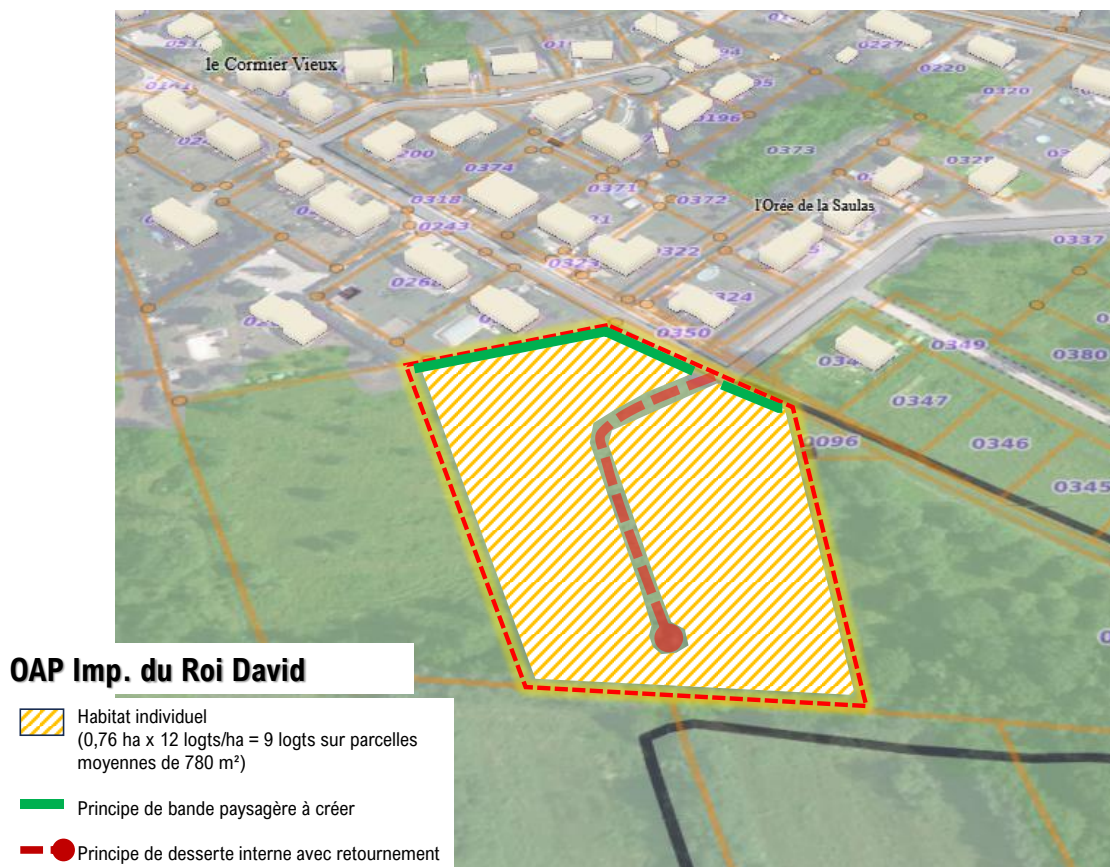 le Cormier Vieux
0227
0220
0320
0196
0373
0200
0374
0371
0318
0372
l'Orée de la Saulas
0243
0337
0322
0323
0324
0350
0349
0380
0347
0096
0346
0345
OAP Imp. du Roi David
Habitat individuel
(0,76 ha x 12 logts/ha = 9 logts sur parcelles
moyennes de 780 m²)
Principe de bande paysagère à créer
Principe de desserte interne avec retournement